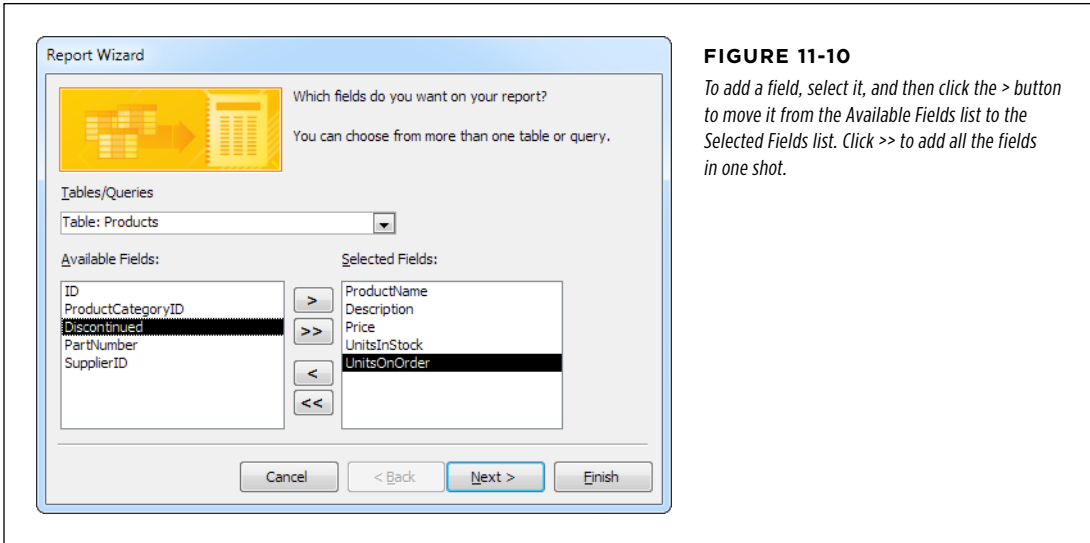 Report Wizard
Which fields do you want on your report?
You can choose from more than one table or query.
Tables/Queries
Table: Products
Available Fields:
Selected Fields:
ID
ProductCategoryID
Discontinued
PartNumber
SupplierID
>
>>
<
<<
ProductName
Description
Price
UnitsInStock
UnitsOnOrder
Cancel
< Back
Next >
Finish
FIGURE 11-10
To add a field, select it, and then click the > button
to move it from the Available Fields list to the
Selected Fields list. Click >> to add all the fields
in one shot.